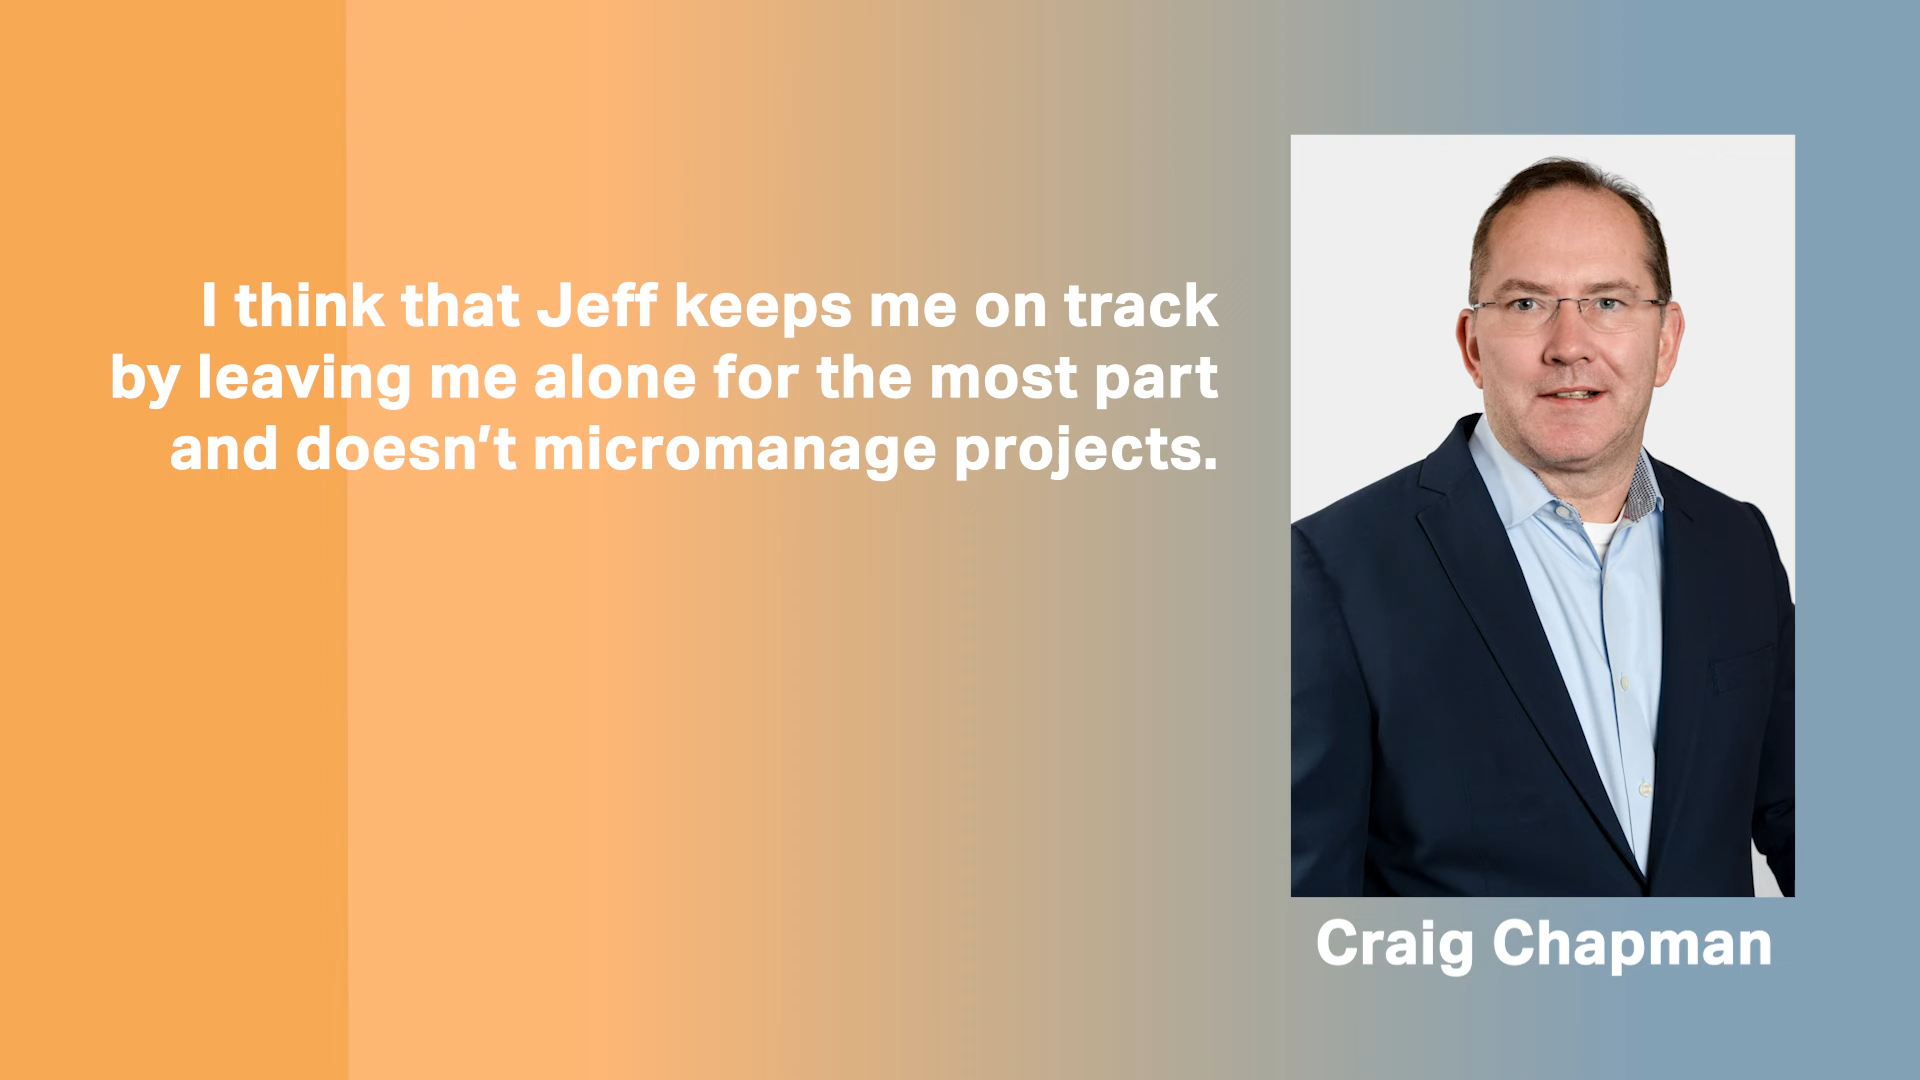 I think that Jeff keeps me on track
by leaving me alone for the most part
and doesn’t micromanage projects.
Craig Chapman